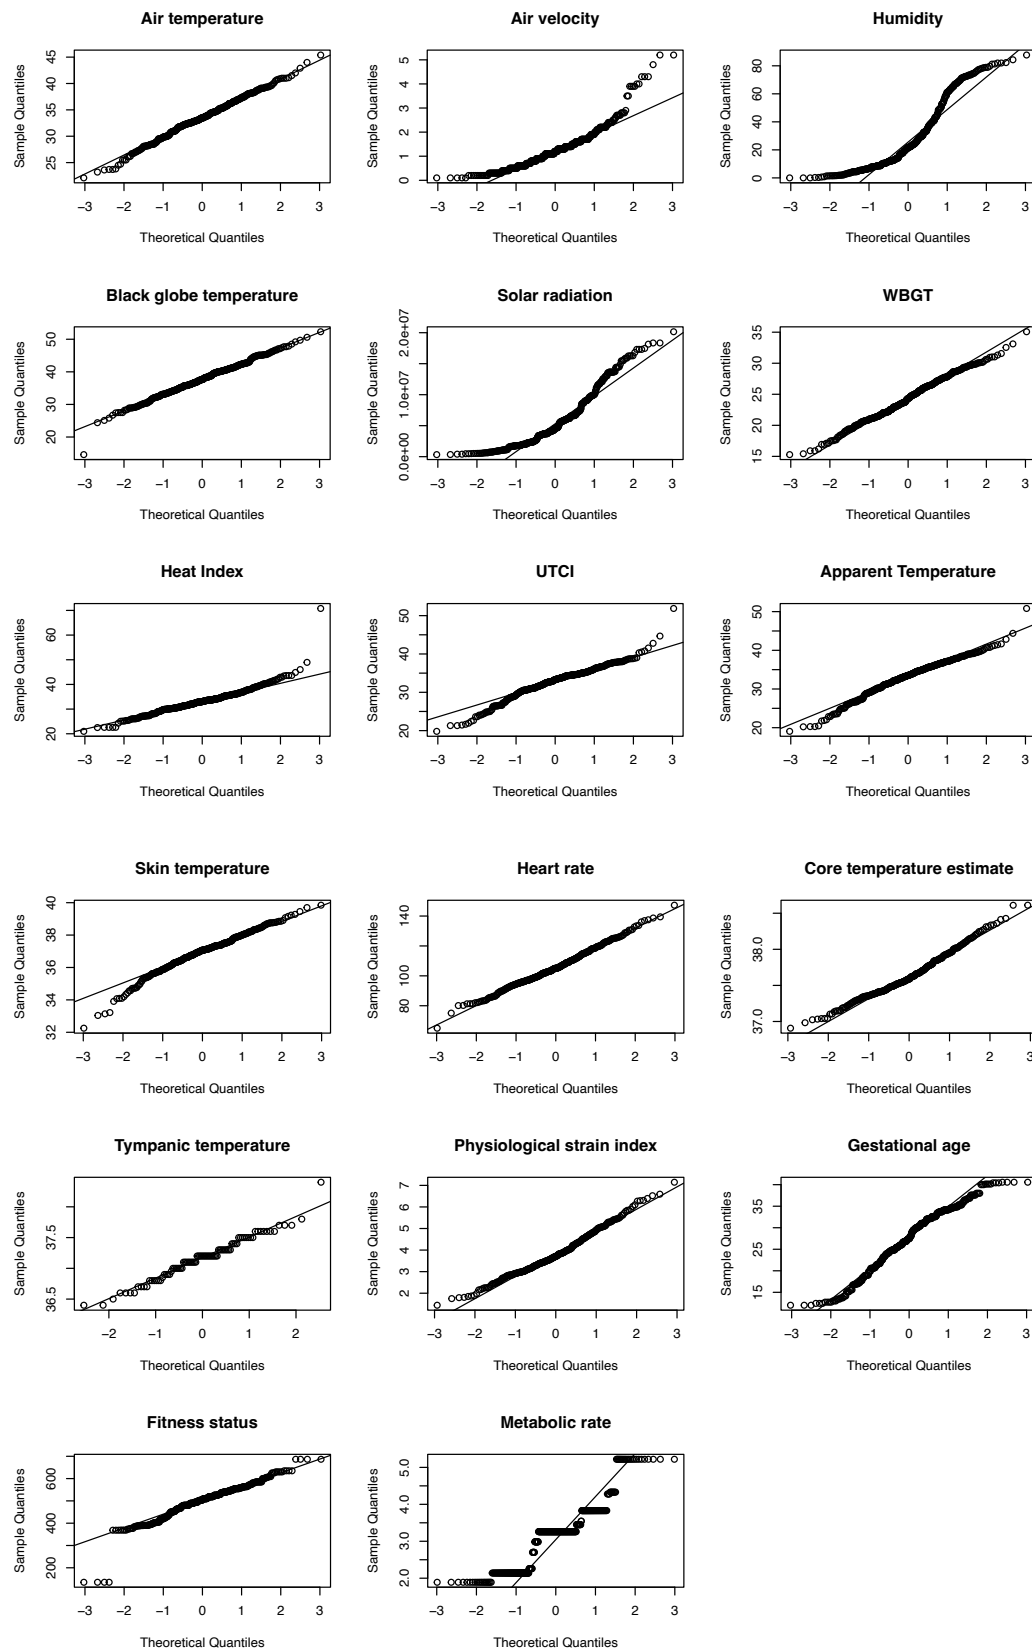 Air temperature
Sample Quantiles
25 30 35 40 45
−3 −2 −1 0 1 2 3
Theoretical Quantiles
Air velocity
Sample Quantiles
0 1 2 3 4 5
−3 −2 −1 0 1 2 3
Theoretical Quantiles
Humidity
Sample Quantiles
0 20 40 60 80
−3 −2 −1 0 1 2 3
Theoretical Quantiles
Black globe temperature
Sample Quantiles
20 30 40 50
−3 −2 −1 0 1 2 3
Theoretical Quantiles
Solar radiation
Sample Quantiles
0.0e+00 1.0e+07 2.0e+07
−3 −2 −1 0 1 2 3
Theoretical Quantiles
WBGT
Sample Quantiles
15 20 25 30 35
−3 −2 −1 0 1 2 3
Theoretical Quantiles
Heat Index
Sample Quantiles
20 40 60
−3 −2 −1 0 1 2 3
Theoretical Quantiles
UTCI
Sample Quantiles
20 30 40 50
−3 −2 −1 0 1 2 3
Theoretical Quantiles
Apparent Temperature
Sample Quantiles
20 30 40 50
−3 −2 −1 0 1 2 3
Theoretical Quantiles
Skin temperature
Sample Quantiles
32 34 36 38 40
−3 −2 −1 0 1 2 3
Theoretical Quantiles
Heart rate
Sample Quantiles
80 100 140
−3 −2 −1 0 1 2 3
Theoretical Quantiles
Core temperature estimate
Sample Quantiles
37.0 38.0
−3 −2 −1 0 1 2 3
Theoretical Quantiles
Tympanic temperature
Sample Quantiles
36.5 37.5
−2 −1 0 1 2
Theoretical Quantiles
Physiological strain index
Sample Quantiles
2 3 4 5 6 7
−3 −2 −1 0 1 2 3
Theoretical Quantiles
Gestational age
Sample Quantiles
15 25 35
−3 −2 −1 0 1 2 3
Theoretical Quantiles
Fitness status
Sample Quantiles
200 400 600
−3 −2 −1 0 1 2 3
Theoretical Quantiles
Metabolic rate
Sample Quantiles
2.0 3.0 4.0 5.0
−3 −2 −1 0 1 2 3
Theoretical Quantiles